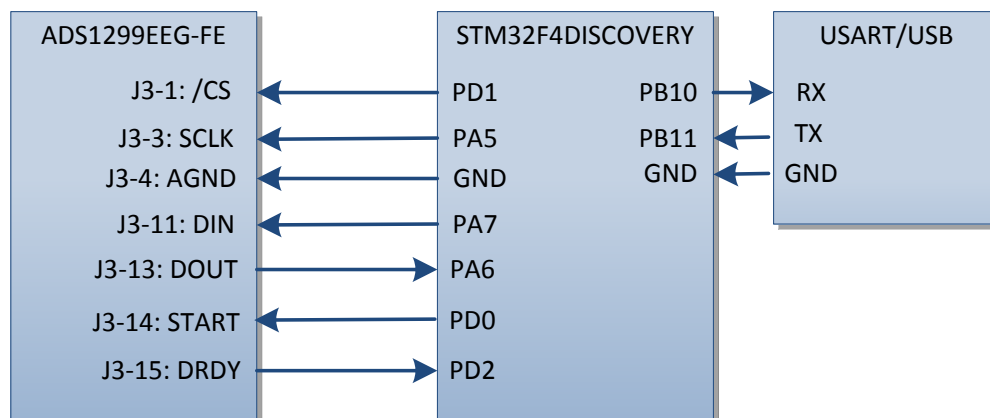 ADS1299EEG-FE
J3-1: /CS
J3-3: SCLK
J3-4: AGND
J3-11: DIN
J3-13: DOUT
J3-14: START
J3-15: DRDY
STM32F4DISCOVERY
PD1
PA5
GND
PA7
PA6
PD0
PD2
PB10
PB11
GND
USART/USB
RX
TX
GND